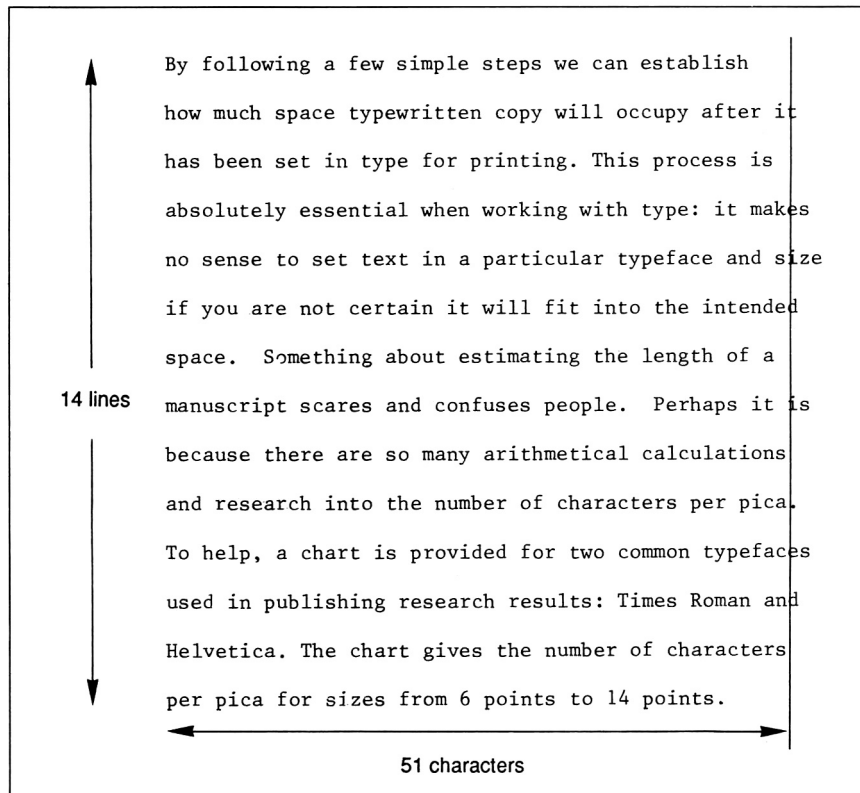 By following a few simple steps we can establish
how much space typewritten copy will occupy after it
has been set in type for printing. This process is
absolutely essential when working with type: it makes
no sense to set text in a particular typeface and size
if you are not certain it will fit into the intended
space.  Something about estimating the length of a
14 lines
manuscript scares and confuses people.  Perhaps it is
because there are so many arithmetical calculations
and research into the number of characters per pica.
To help, a chart is provided for two common typefaces
used in publishing research results: Times Roman and
Helvetica. The chart gives the number of characters
per pica for sizes from 6 points to 14 points.
51 characters